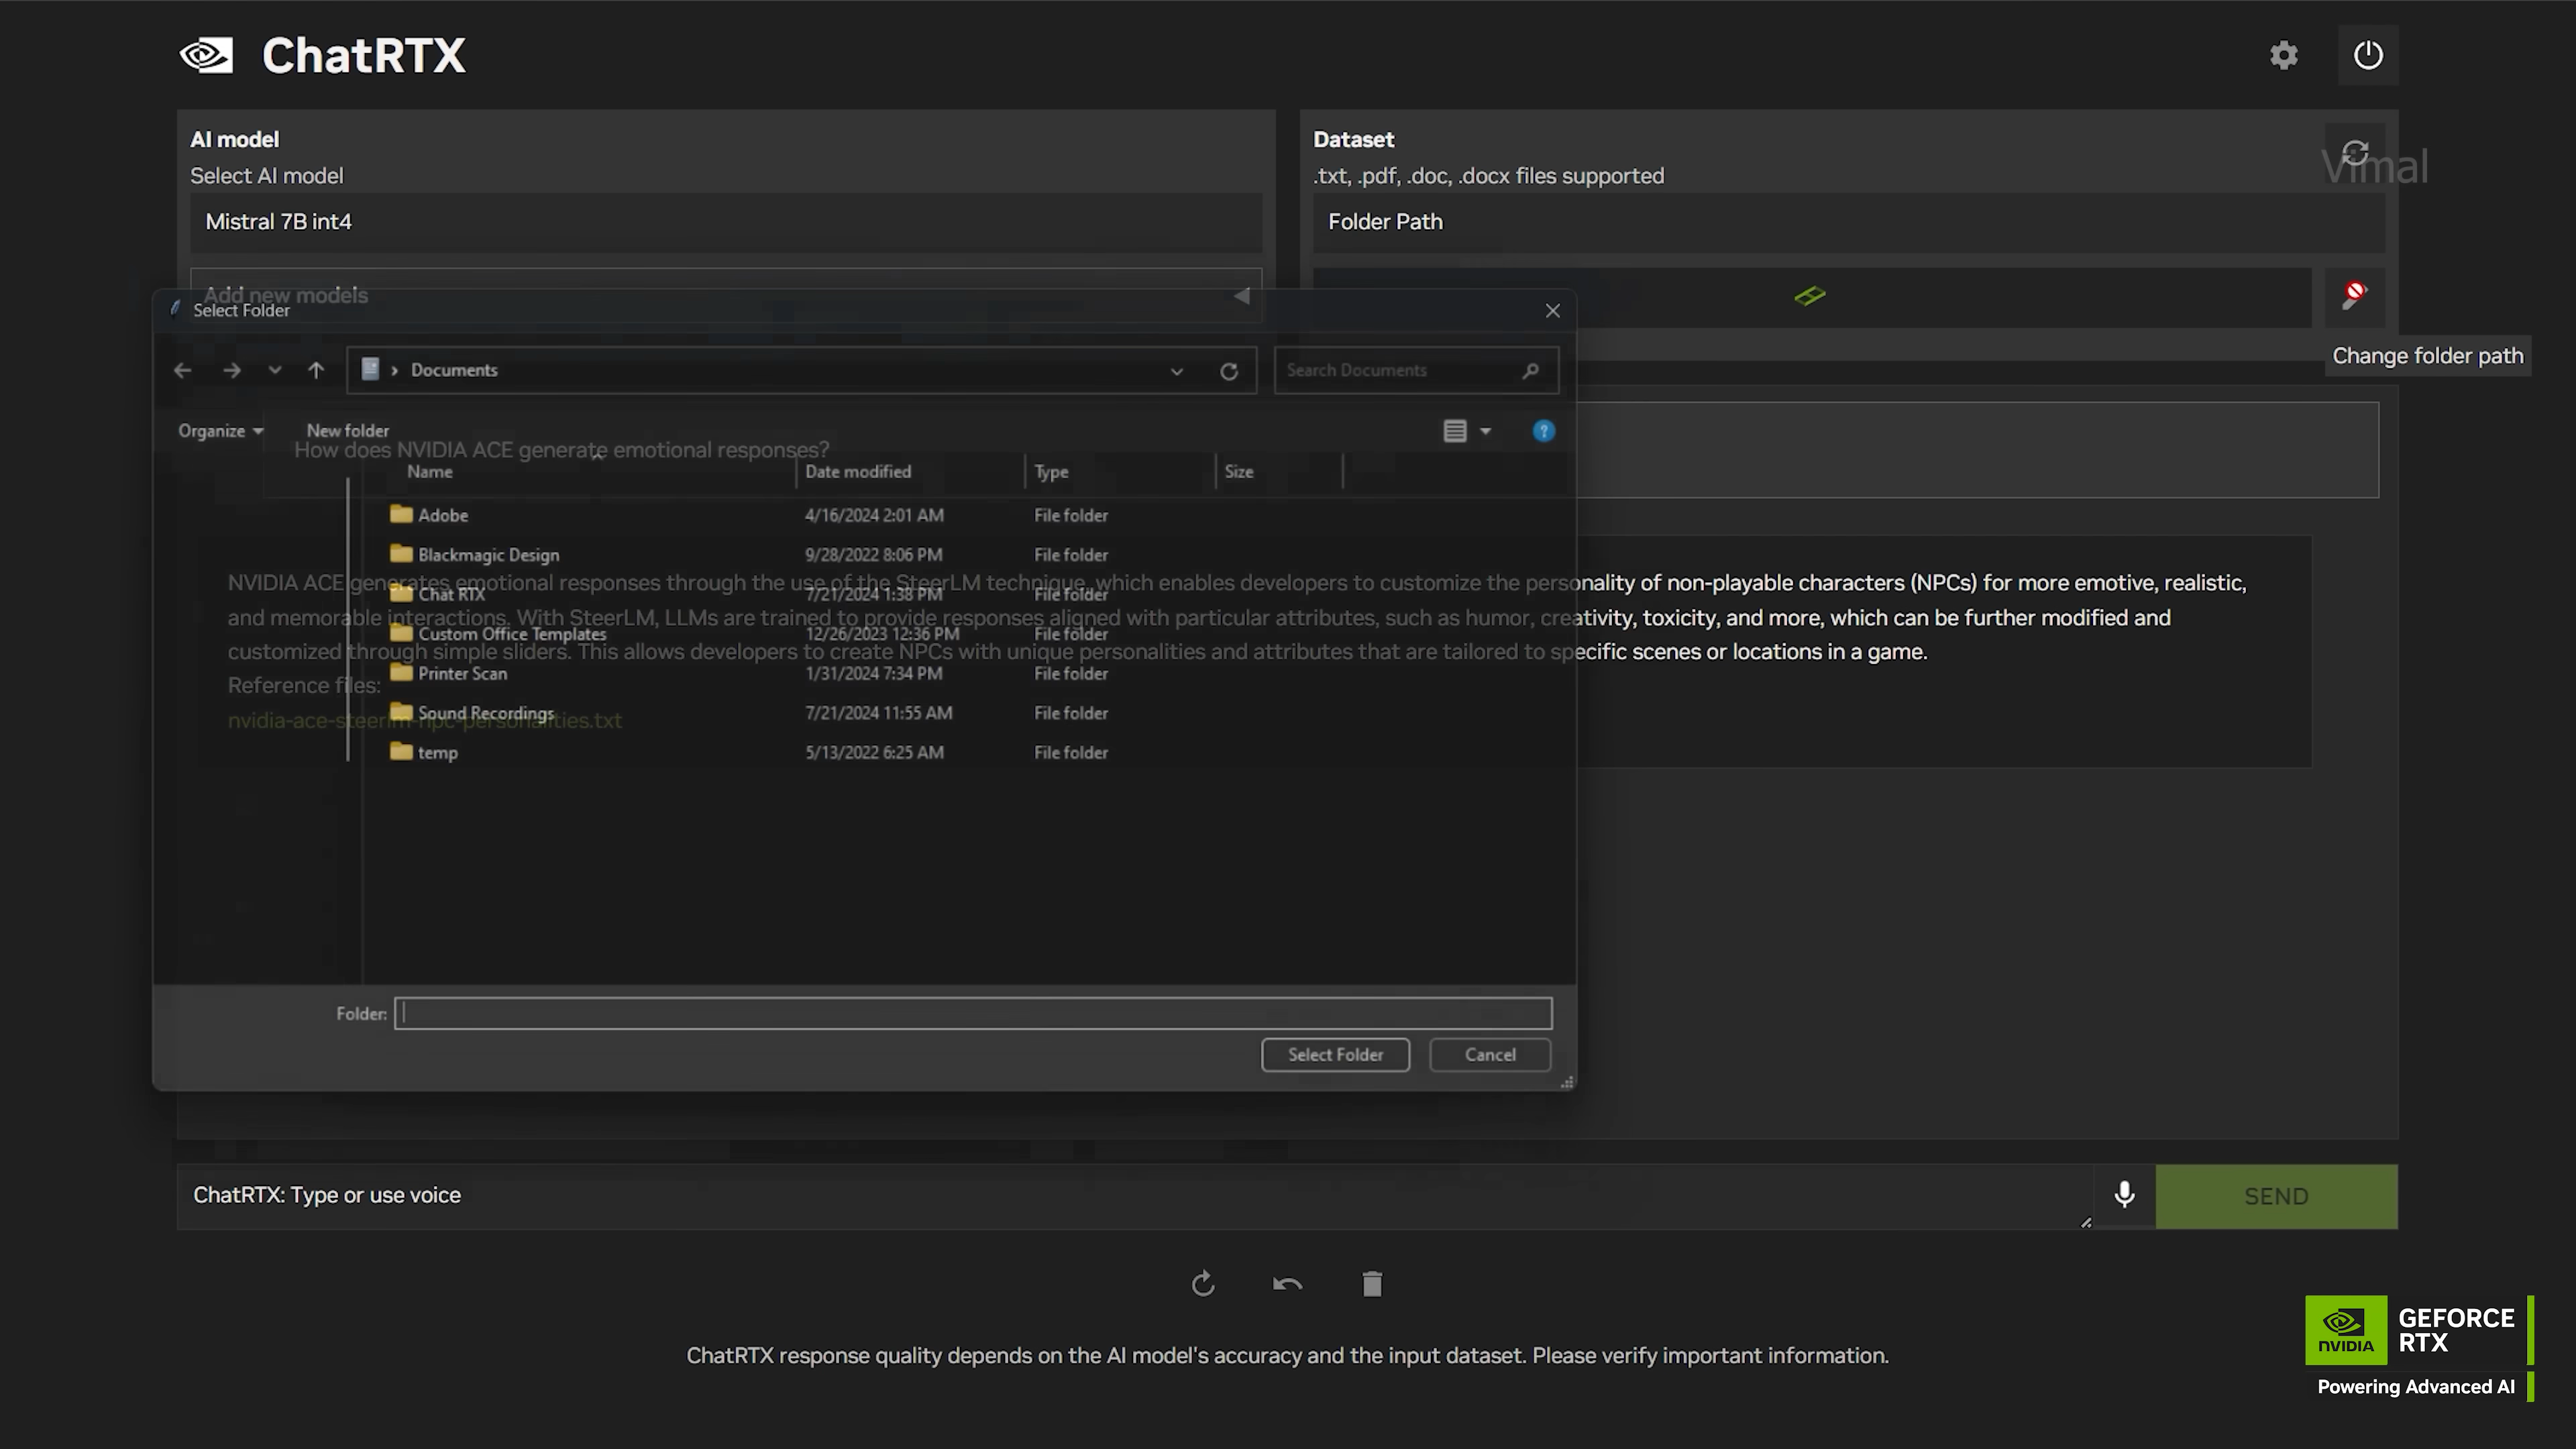 ChatRTX
AI model
Select AI model
Mistral 7B int4
Add new models
Dataset
.txt, .pdf, .doc, .docx files supported
Vimal
Folder Path
Change folder path
Select Folder
Documents
Search Documents
Organize
New folder
How does NVIDIA ACE generate emotional responses?
Name Date modified Type Size
Adobe 4/16/2024 2:01 AM File folder
Blackmagic Design 9/28/2022 8:06 PM File folder
Chat RTX 7/21/2024 1:38 PM File folder
Custom Office Templates 12/26/2023 12:36 PM File folder
Printer Scan 1/31/2024 7:34 PM File folder
Sound Recordings 7/21/2024 11:55 AM File folder
temp 5/13/2022 6:25 AM File folder
NVIDIA ACE generates emotional responses through the use of the SteerLM technique, which enables developers to customize the personality of non-playable characters (NPCs) for more emotive, realistic,
and memorable interactions. With SteerLM, LLMs are trained to provide responses aligned with particular attributes, such as humor, creativity, toxicity, and more, which can be further modified and
customized through simple sliders. This allows developers to create NPCs with unique personalities and attributes that are tailored to specific scenes or locations in a game.
Reference files:
nvidia-ace-steerlm-npc-personalities.txt
Folder:
Select Folder
Cancel
ChatRTX: Type or use voice
SEND
ChatRTX response quality depends on the AI model's accuracy and the input dataset. Please verify important information.
NVIDIA
GEFORCE
RTX
Powering Advanced AI